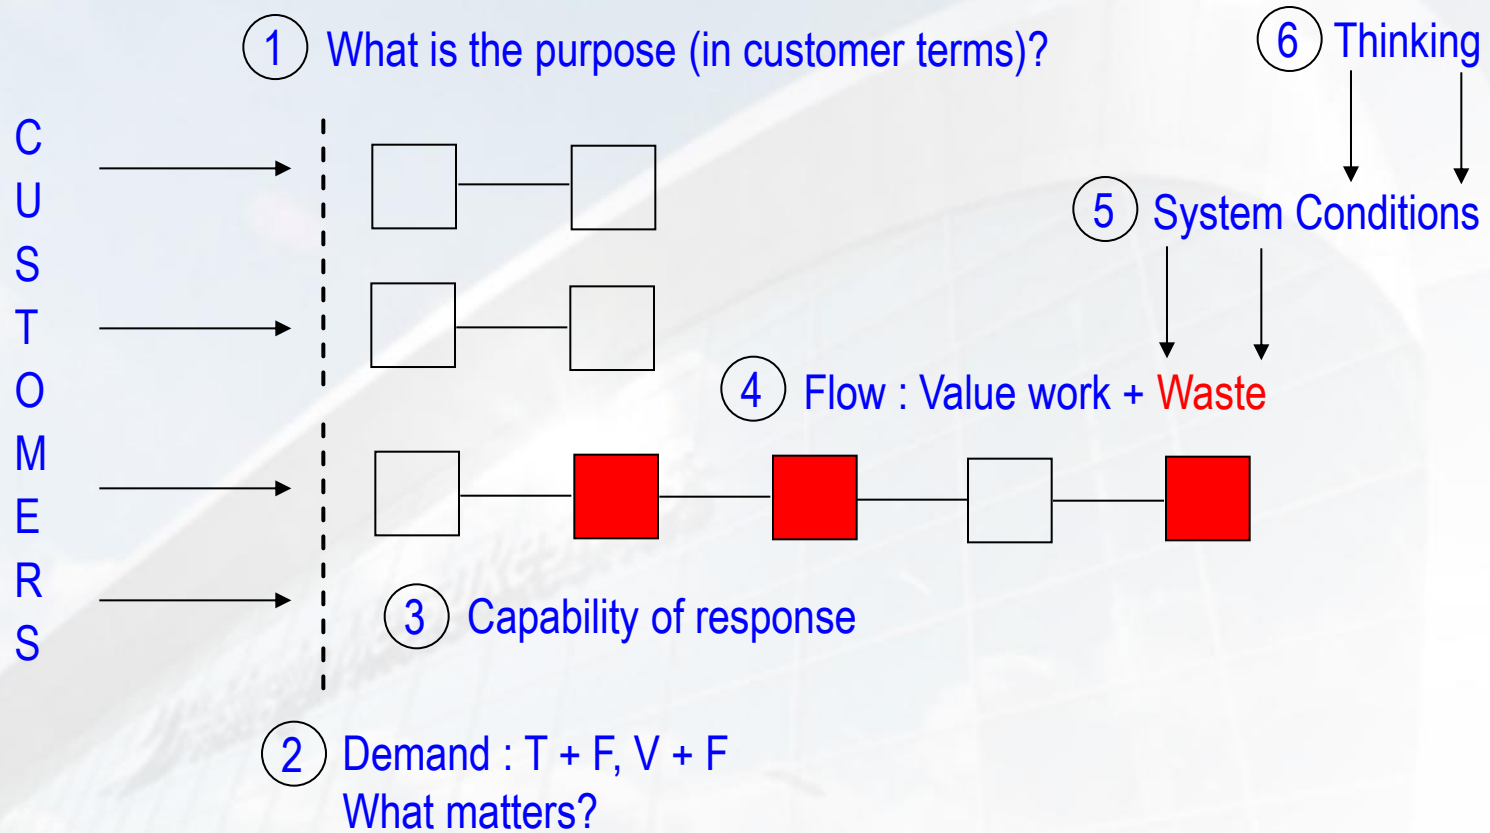 1 What is the purpose (in customer terms)?
6 Thinking
CUSTOMERS
5 System Conditions
4 Flow : Value work + Waste
3 Capability of response
2 Demand : T + F, V + F
What matters?